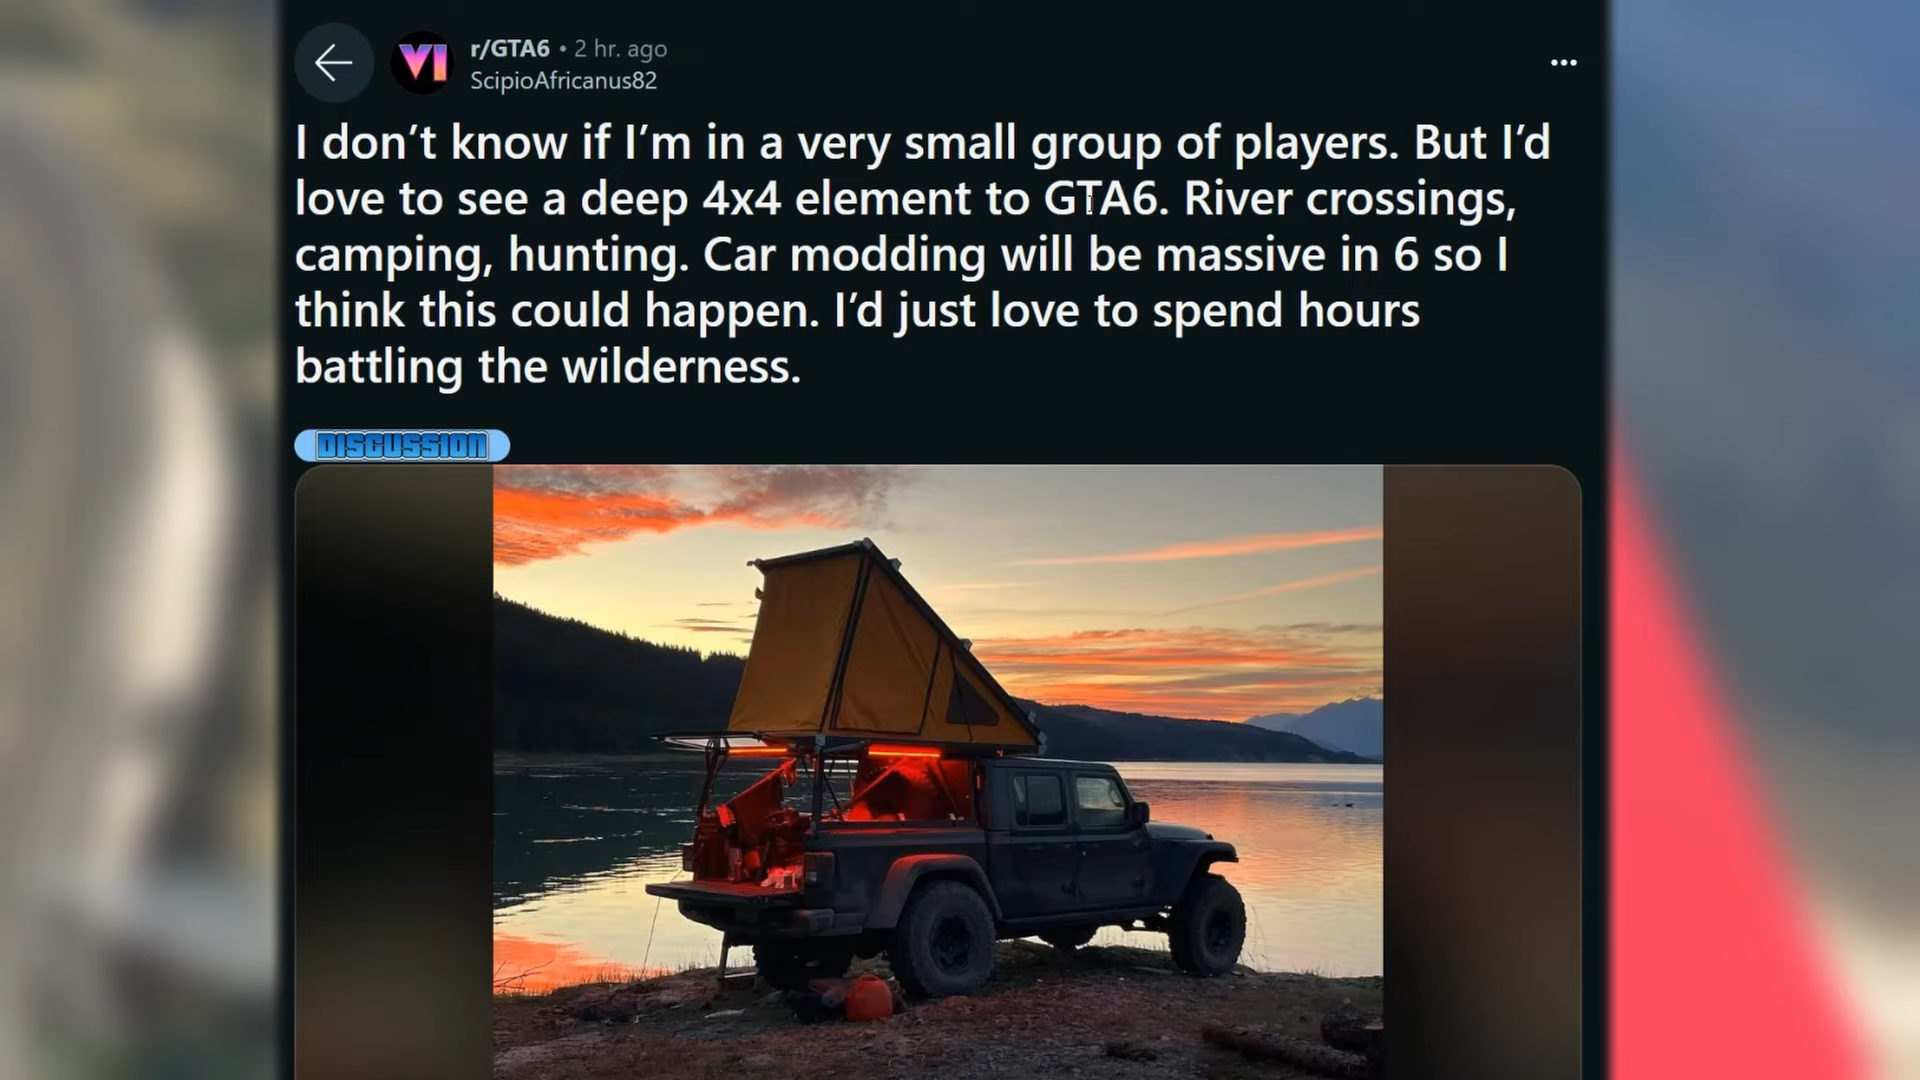 VI
r/GTA6 • 2 hr. ago
ScipioAfricanus82
I don’t know if I’m in a very small group of players. But I’d
love to see a deep 4x4 element to GTA6. River crossings,
camping, hunting. Car modding will be massive in 6 so I
think this could happen. I’d just love to spend hours
battling the wilderness.
DISCUSSION